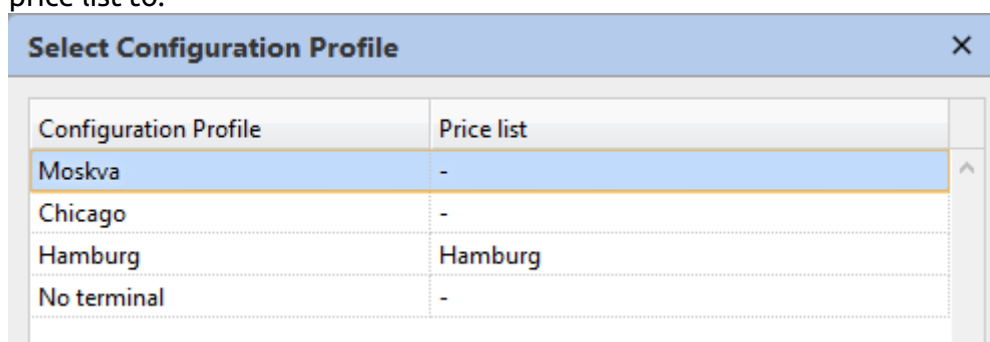 price list to.
Select Configuration Profile ×
Configuration Profile Price list
Moskva -
Chicago -
Hamburg Hamburg
No terminal -